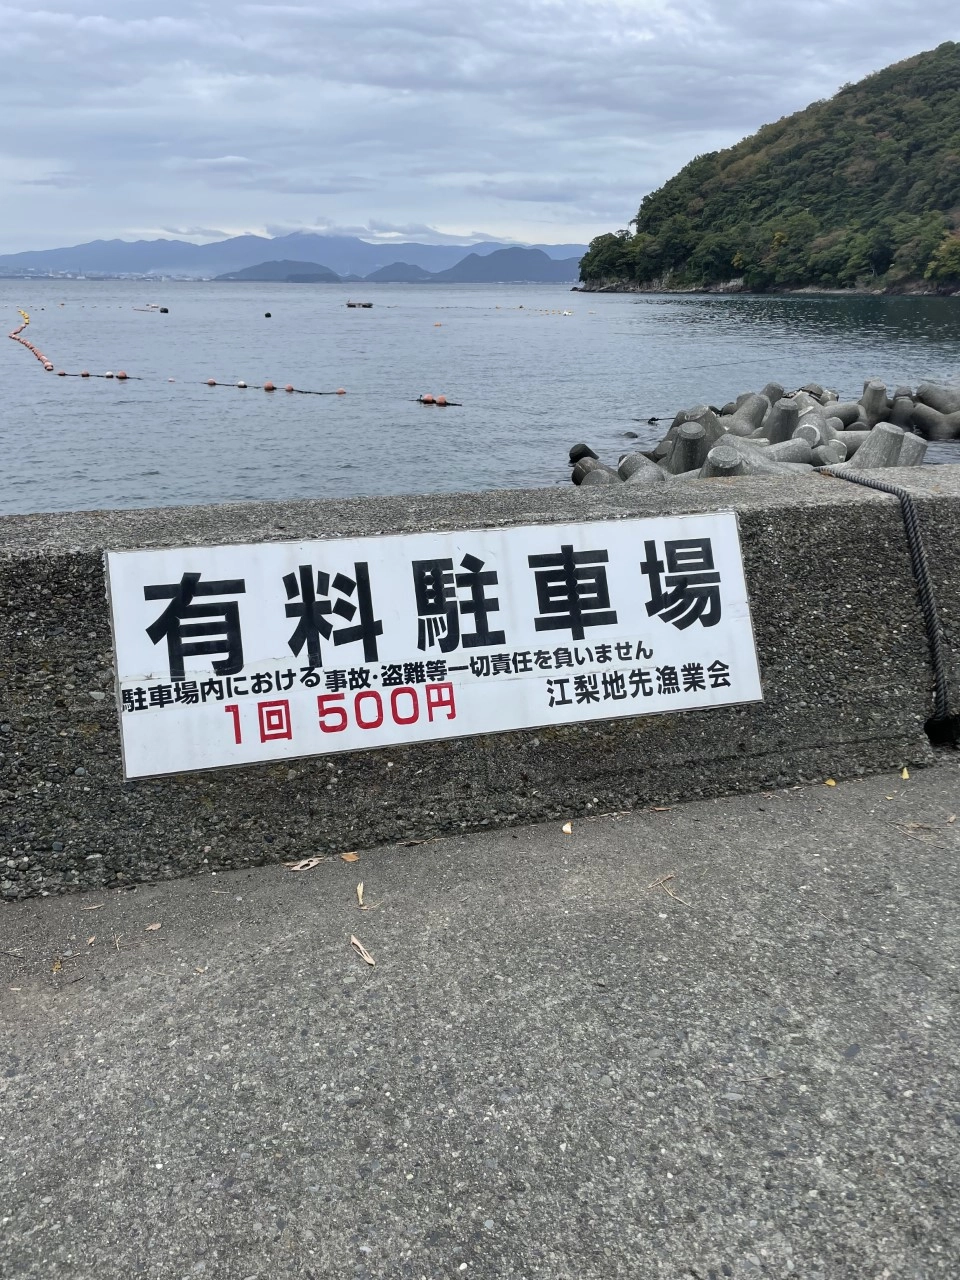 有料駐車場
駐車場内における事故・盗難等一切責任を負いません
1回 500円
江梨地先漁業会